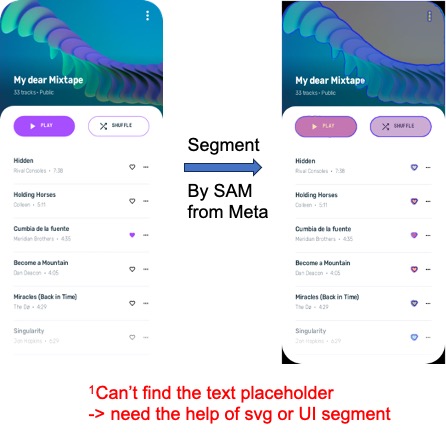 My dear Mixtape
33 tracks • Public
PLAY
SHUFFLE
Hidden
Rival Consoles • 7:38
Holding Horses
Colleen • 5:11
Cumbia de la fuente
Meridian Brothers • 4:35
Become a Mountain
Dan Deacon • 4:05
Miracles (Back in Time)
The Dø • 4:29
Singularity
Jon Hopkins • 6:29
Segment
By SAM
from Meta
My dear Mixtape
33 tracks • Public
PLAY
SHUFFLE
Hidden
Rival Consoles • 7:38
Holding Horses
Colleen • 5:11
Cumbia de la fuente
Meridian Brothers • 4:35
Become a Mountain
Dan Deacon • 4:05
Miracles (Back in Time)
The Dø • 4:29
Singularity
Jon Hopkins • 6:29
¹Can't find the text placeholder
-> need the help of svg or UI segment